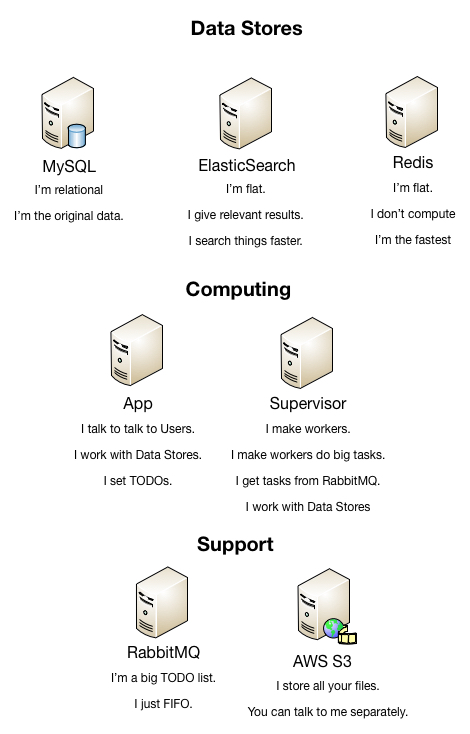 Data Stores
MySQL
I'm relational
I'm the original data.
ElasticSearch
I'm flat.
I give relevant results.
I search things faster.
Redis
I'm flat.
I don't compute
I'm the fastest
Computing
App
I talk to talk to Users.
I work with Data Stores.
I set TODOs.
Supervisor
I make workers.
I make workers do big tasks.
I get tasks from RabbitMQ.
I work with Data Stores
Support
RabbitMQ
I'm a big TODO list.
I just FIFO.
AWS S3
I store all your files.
You can talk to me separately.